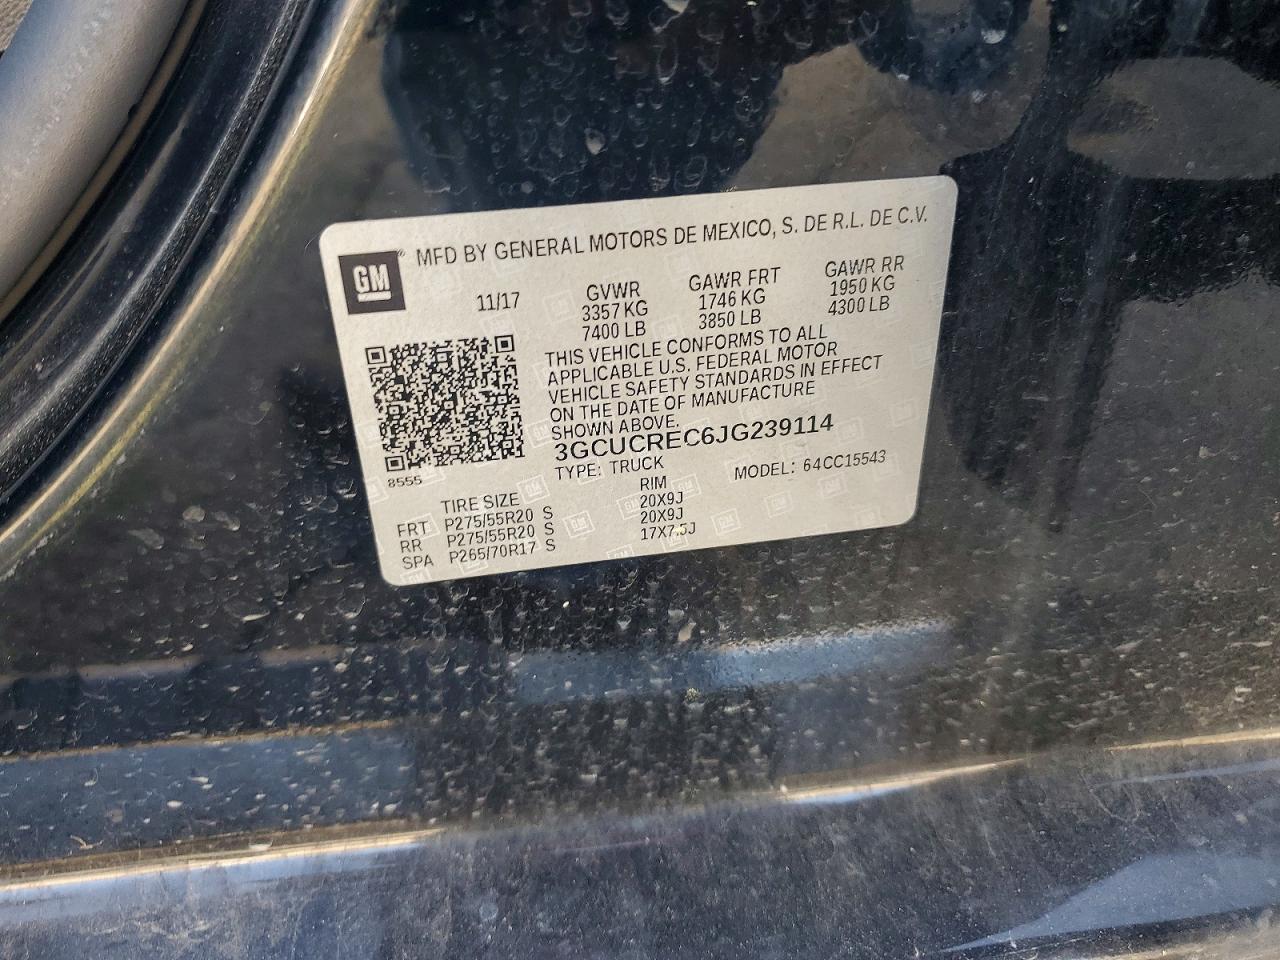 GM
MFD BY GENERAL MOTORS DE MEXICO, S. DE R.L. DE C.V.
11/17 GVWR GAWR FRT GAWR RR
3357 KG 1746 KG 1950 KG
7400 LB 3850 LB 4300 LB
THIS VEHICLE CONFORMS TO ALL
APPLICABLE U.S. FEDERAL MOTOR
VEHICLE SAFETY STANDARDS IN EFFECT
ON THE DATE OF MANUFACTURE
SHOWN ABOVE.
3GCUCREC6JG239114
8555
TYPE: TRUCK MODEL: 64CC15543
TIRE SIZE RIM
FRT P275/55R20 S 20X9J
RR P275/55R20 S 20X9J
SPA P265/70R17 S 17X7.5J